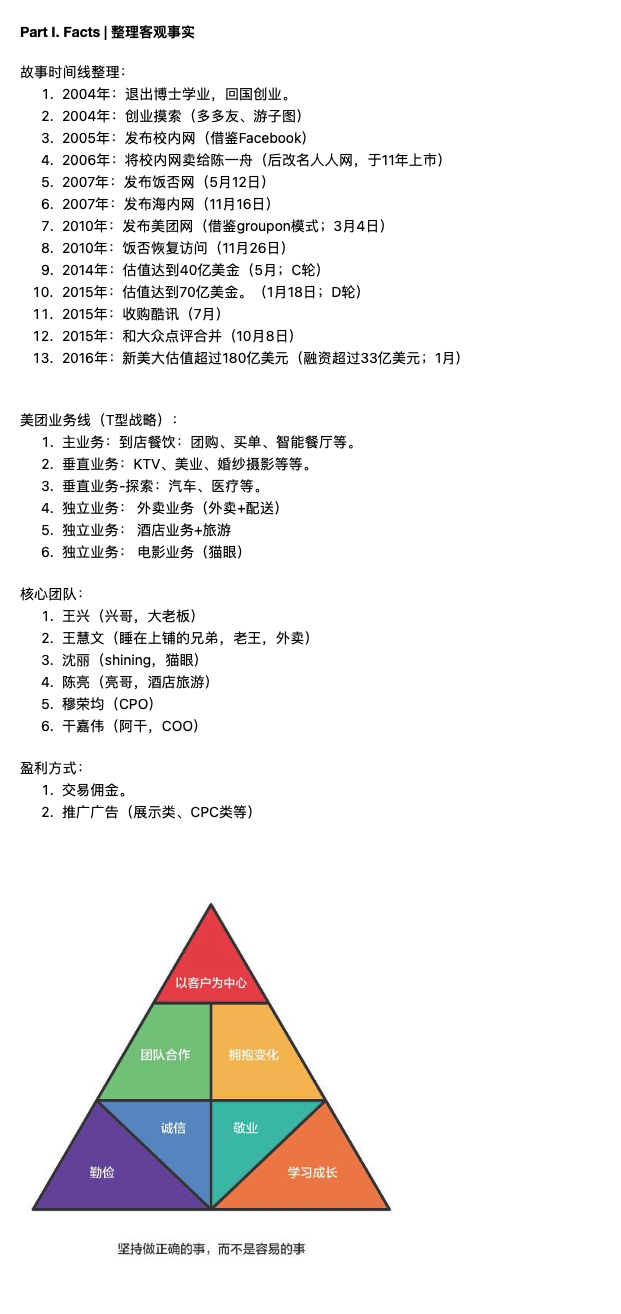 Part I. Facts | 整理客观事实
故事时间线整理：
1. 2004年：退出博士学业，回国创业。
2. 2004年：创业摸索（多多友、游子图）
3. 2005年：发布校内网（借鉴Facebook）
4. 2006年：将校内网卖给陈一舟（后改名人人网，于11年上市）
5. 2007年：发布饭否网（5月12日）
6. 2007年：发布海内网（11月16日）
7. 2010年：发布美团网（借鉴groupon模式；3月4日）
8. 2010年：饭否恢复访问（11月26日）
9. 2014年：估值达到40亿美金（5月；C轮）
10. 2015年：估值达到70亿美金。（1月18日；D轮）
11. 2015年：收购酷讯（7月）
12. 2015年：和大众点评合并（10月8日）
13. 2016年：新美大估值超过180亿美元（融资超过33亿美元；1月）
美团业务线（T型战略）：
1. 主业务：到店餐饮：团购、买单、智能餐厅等。
2. 垂直业务：KTV、美业、婚纱摄影等等。
3. 垂直业务-探索：汽车、医疗等。
4. 独立业务： 外卖业务（外卖+配送）
5. 独立业务： 酒店业务+旅游
6. 独立业务： 电影业务（猫眼）
核心团队：
1. 王兴（兴哥，大老板）
2. 王慧文（睡在上铺的兄弟，老王，外卖）
3. 沈丽（shining，猫眼）
4. 陈亮（亮哥，酒店旅游）
5. 穆荣均（CPO）
6. 干嘉伟（阿干，COO）
盈利方式：
1. 交易佣金。
2. 推广广告（展示类、CPC类等）
以客户为中心
团队合作 拥抱变化
诚信 敬业
勤俭 学习成长
坚持做正确的事，而不是容易的事